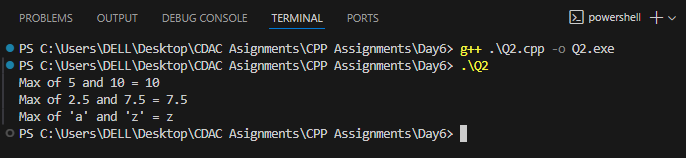 PROBLEMS OUTPUT DEBUG CONSOLE TERMINAL PORTS powershell
PS C:\Users\DELL\Desktop\CDAC Asignments\CPP Assignments\Day6> g++ .\Q2.cpp -o Q2.exe
PS C:\Users\DELL\Desktop\CDAC Asignments\CPP Assignments\Day6> .\Q2
Max of 5 and 10 = 10
Max of 2.5 and 7.5 = 7.5
Max of 'a' and 'z' = z
PS C:\Users\DELL\Desktop\CDAC Asignments\CPP Assignments\Day6>